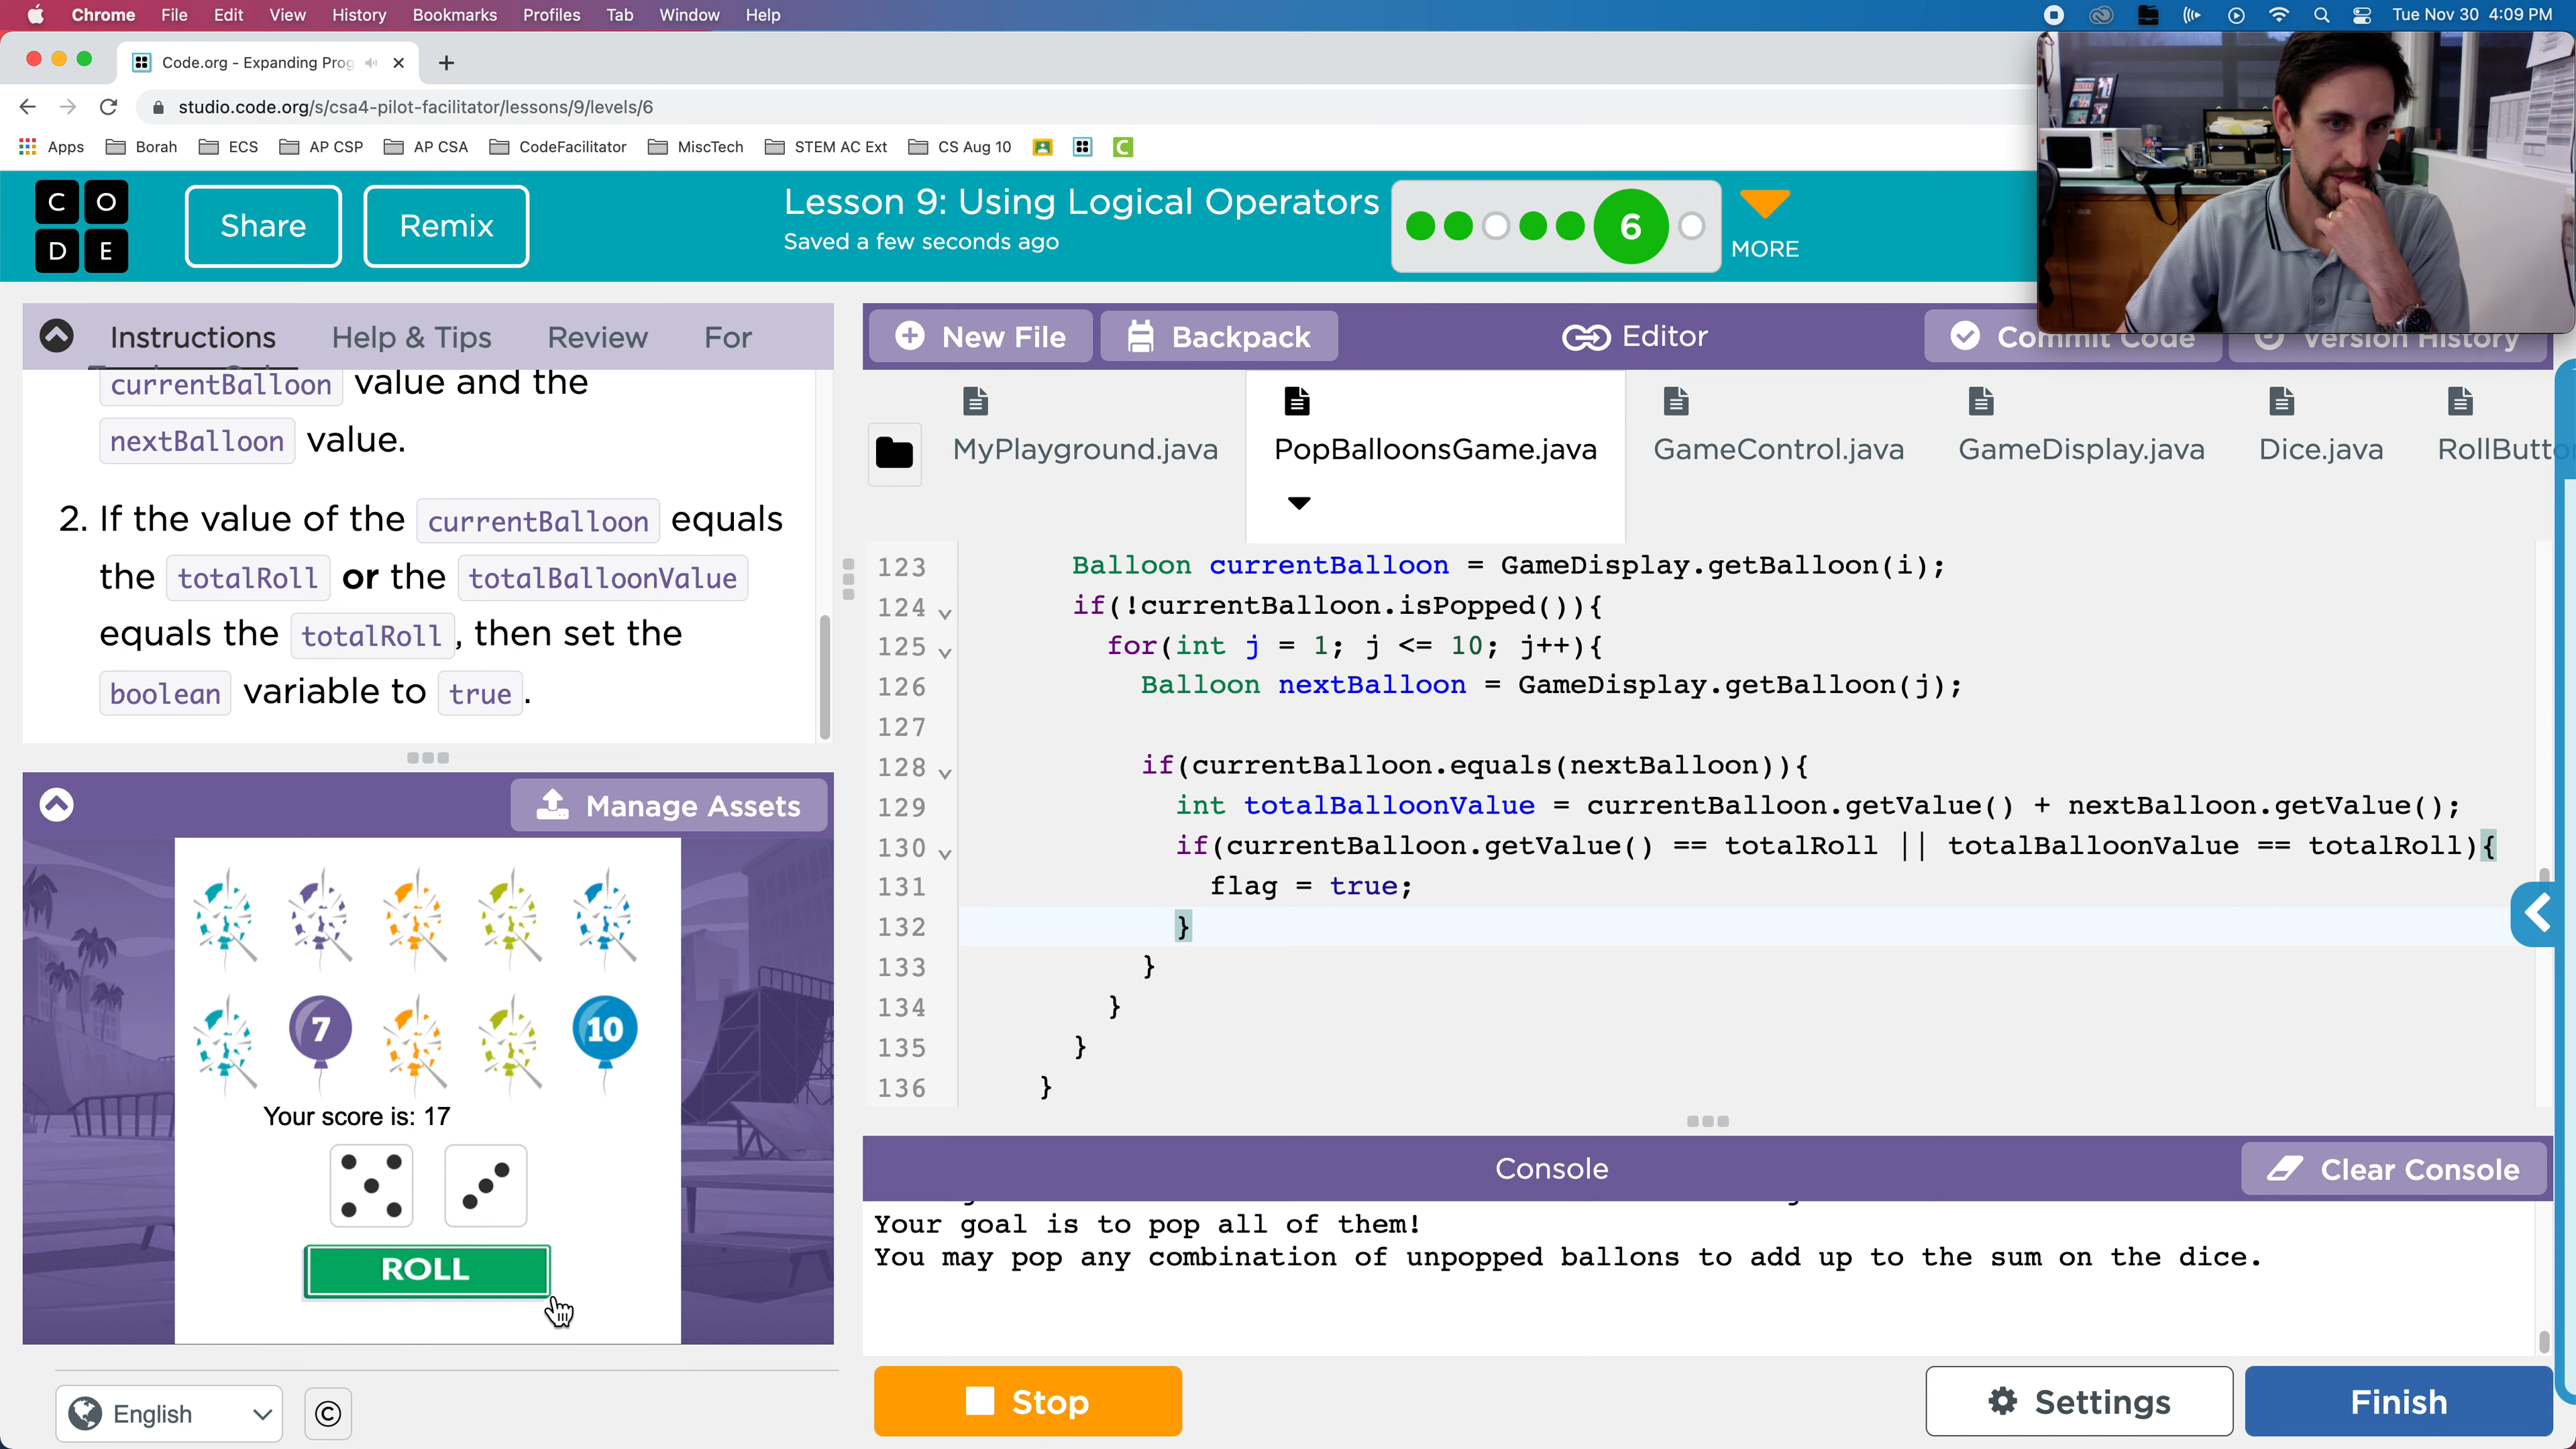 Chrome File Edit View History Bookmarks Profiles Tab Window Help Tue Nov 30 4:09 PM
Code.org - Expanding Prog
studio.code.org/s/csa4-pilot-facilitator/lessons/9/levels/6
Apps Borah ECS AP CSP AP CSA CodeFacilitator MiscTech STEM AC Ext CS Aug 10
C O D E
Share Remix
Lesson 9: Using Logical Operators
Saved a few seconds ago
6
MORE
Instructions Help & Tips Review For
currentBalloon value and the
nextBalloon value.
2. If the value of the currentBalloon equals
the totalRoll or the totalBalloonValue
equals the totalRoll, then set the
boolean variable to true.
Manage Assets
7 10
Your score is: 17
ROLL
English ©
New File Backpack Editor Commit Code Version History
MyPlayground.java PopBalloonsGame.java GameControl.java GameDisplay.java Dice.java RollButto
123 Balloon currentBalloon = GameDisplay.getBalloon(i);
124 if(!currentBalloon.isPopped()){
125 for(int j = 1; j <= 10; j++){
126 Balloon nextBalloon = GameDisplay.getBalloon(j);
127
128 if(currentBalloon.equals(nextBalloon)){
129 int totalBalloonValue = currentBalloon.getValue() + nextBalloon.getValue();
130 if(currentBalloon.getValue() == totalRoll || totalBalloonValue == totalRoll){
131 flag = true;
132 }
133 }
134 }
135 }
136 }
Console Clear Console
Your goal is to pop all of them!
You may pop any combination of unpopped ballons to add up to the sum on the dice.
Stop Settings Finish